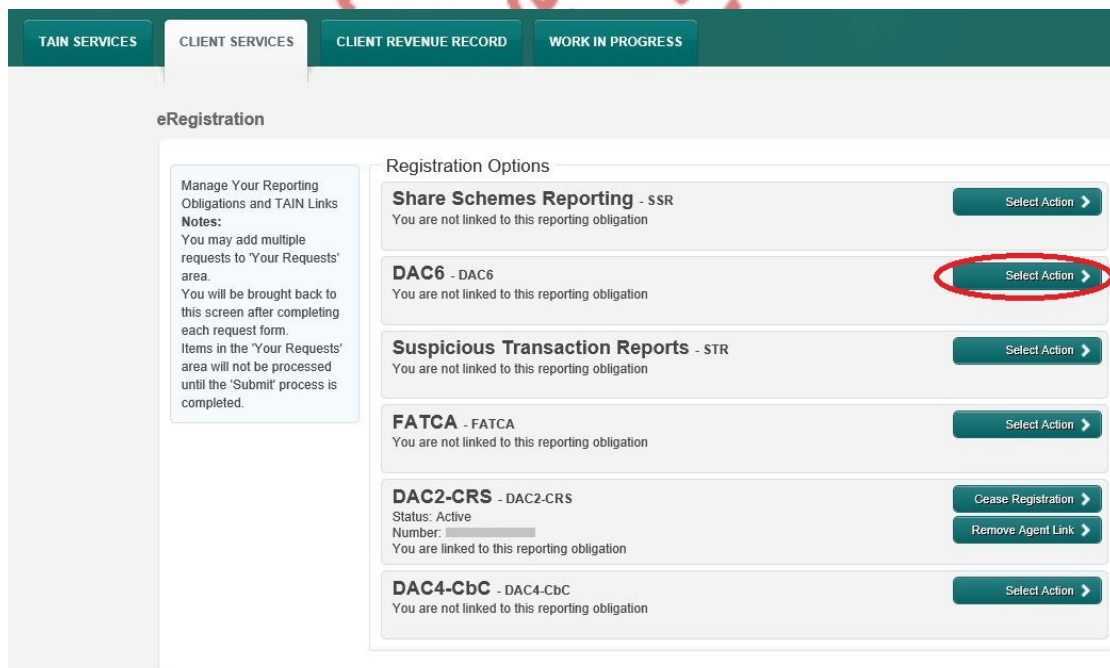 TAIN SERVICES
CLIENT SERVICES
CLIENT REVENUE RECORD
WORK IN PROGRESS
eRegistration
Manage Your Reporting
Obligations and TAIN Links
Notes:
You may add multiple
requests to 'Your Requests'
area.
You will be brought back to
this screen after completing
each request form.
Items in the 'Your Requests'
area will not be processed
until the 'Submit' process is
completed.
Registration Options
Share Schemes Reporting - SSR
You are not linked to this reporting obligation
Select Action
DAC6 - DAC6
You are not linked to this reporting obligation
Select Action
Suspicious Transaction Reports - STR
You are not linked to this reporting obligation
Select Action
FATCA - FATCA
You are not linked to this reporting obligation
Select Action
DAC2-CRS - DAC2-CRS
Status: Active
Number:
You are linked to this reporting obligation
Cease Registration
Remove Agent Link
DAC4-CbC - DAC4-CbC
You are not linked to this reporting obligation
Select Action